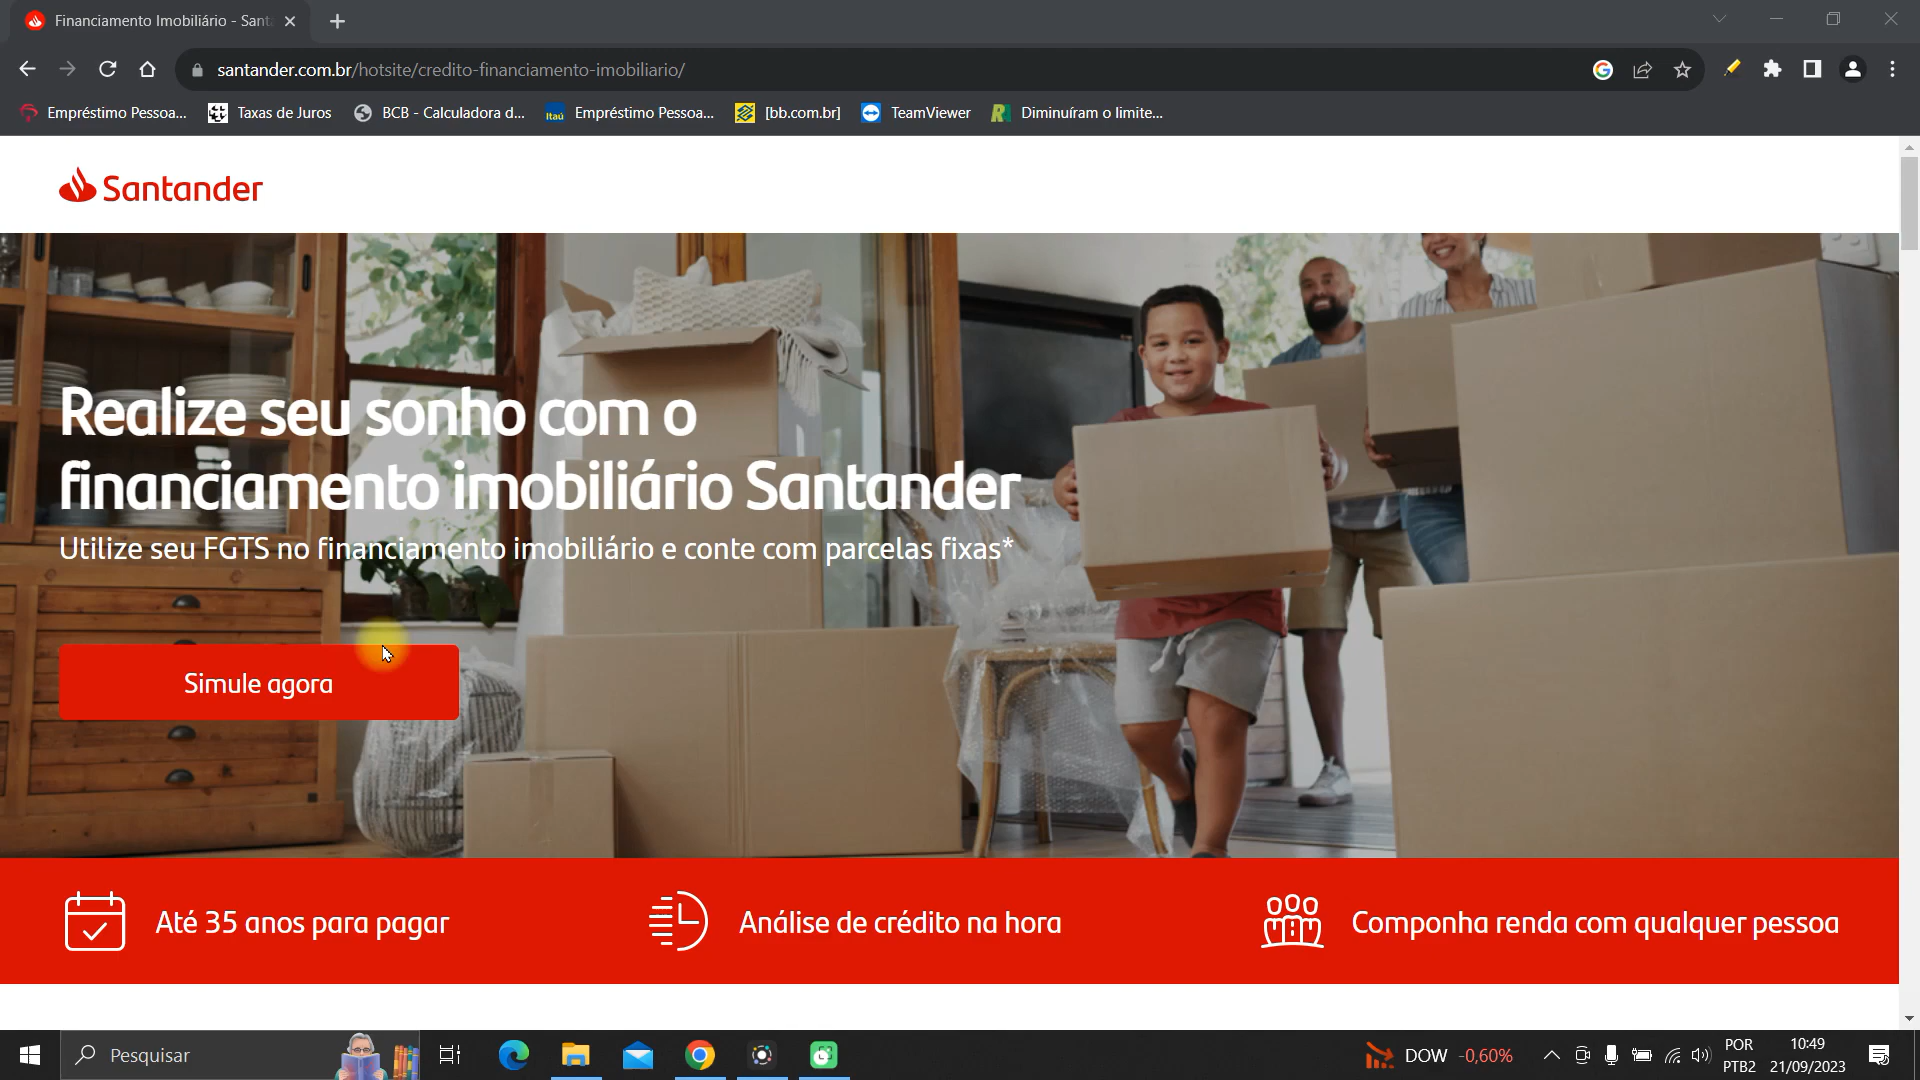 Financiamento Imobiliário - Sant
santander.com.br/hotsite/credito-financiamento-imobiliario/
Empréstimo Pessoa...
Taxas de Juros
BCB - Calculadora d...
Itaú
Empréstimo Pessoa...
[bb.com.br]
TeamViewer
Diminuíram o limite...
Santander
Realize seu sonho com o
financiamento imobiliário Santander
Utilize seu FGTS no financiamento imobiliário e conte com parcelas fixas*
Simule agora
Até 35 anos para pagar
Análise de crédito na hora
Componha renda com qualquer pessoa
Pesquisar
DOW -0,60%
POR
PTB2
10:49
21/09/2023